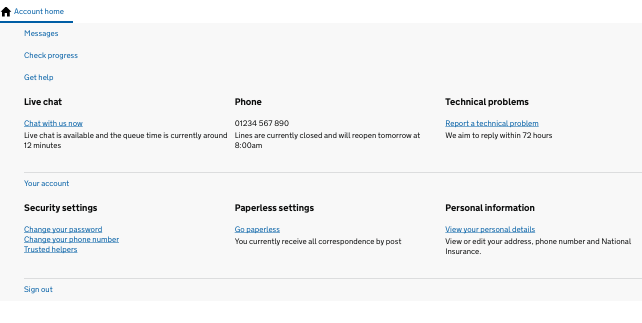 Account home
Messages
Check progress
Get help
Live chat
Chat with us now
Live chat is available and the queue time is currently around
12 minutes
Phone
01234 567 890
Lines are currently closed and will reopen tomorrow at
8:00am
Technical problems
Report a technical problem
We aim to reply within 72 hours
Your account
Security settings
Change your password
Change your phone number
Trusted helpers
Paperless settings
Go paperless
You currently receive all correspondence by post
Personal information
View your personal details
View or edit your address, phone number and National
Insurance.
Sign out